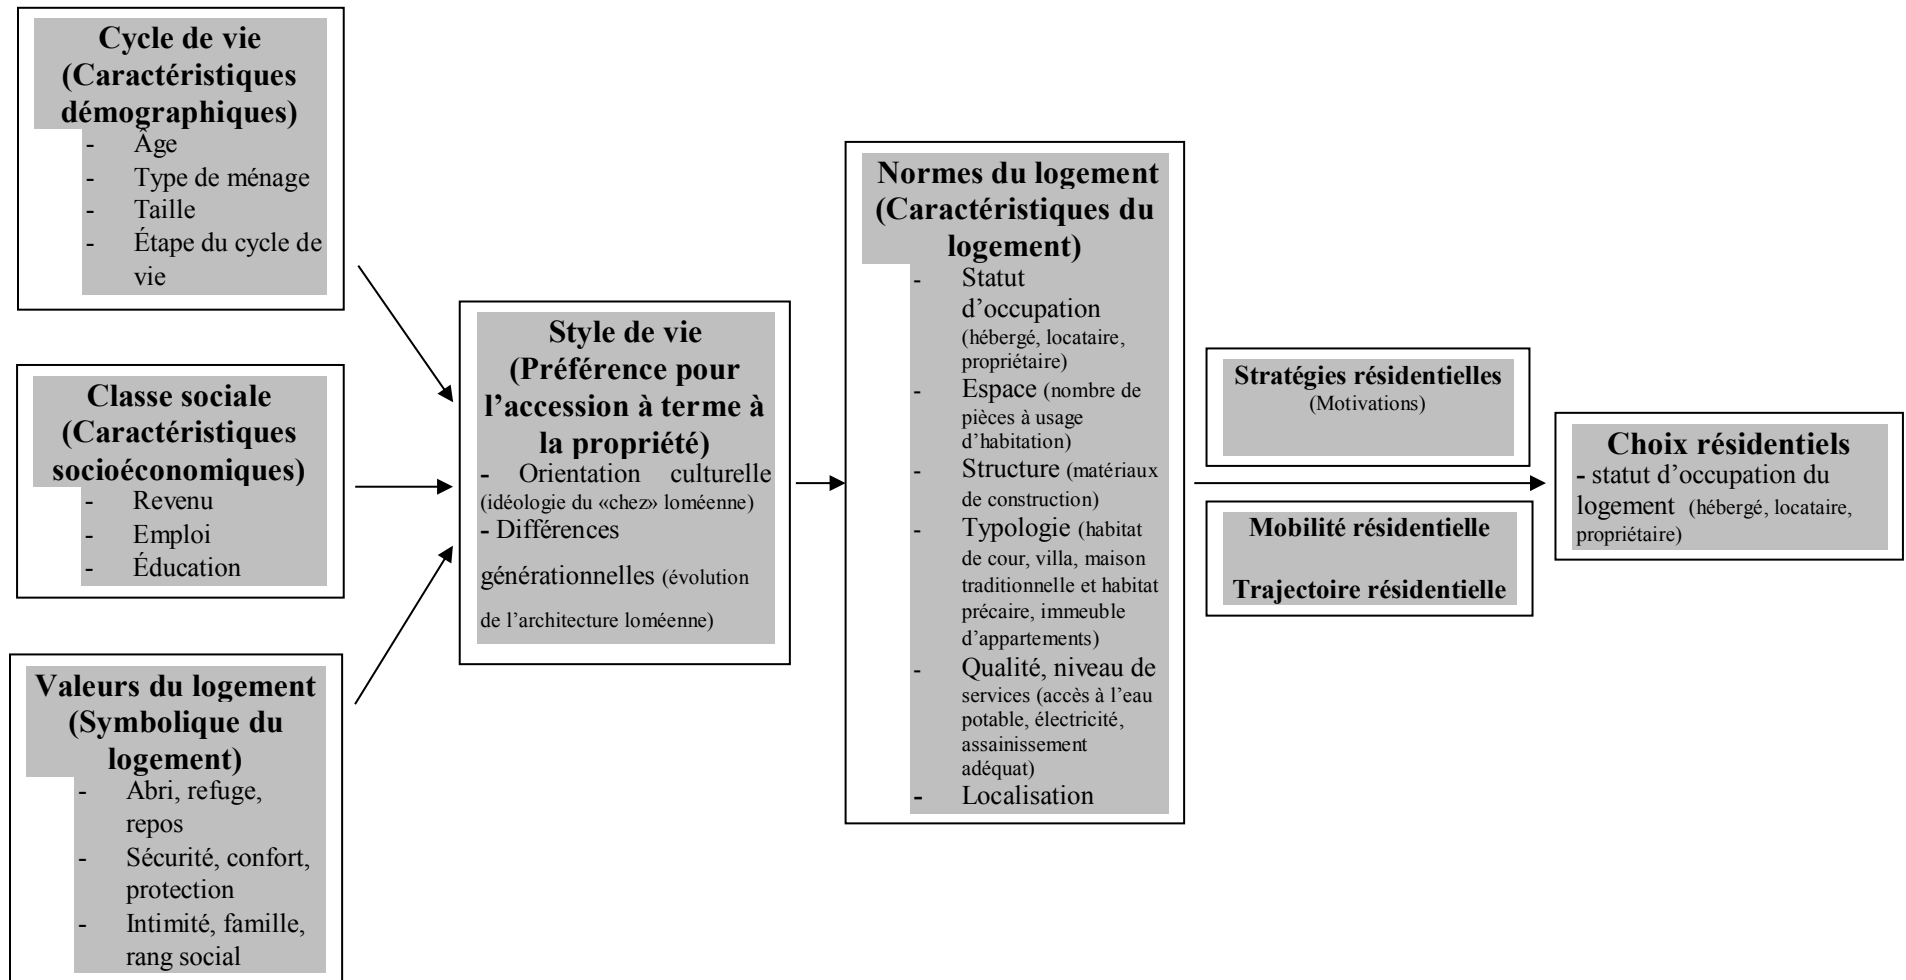 Cycle de vie
(Caractéristiques
démographiques)
- Âge
- Type de ménage
- Taille
- Étape du cycle de
vie
Classe sociale
(Caractéristiques
socioéconomiques)
- Revenu
- Emploi
- Éducation
Valeurs du logement
(Symbolique du
logement)
- Abri, refuge,
repos
- Sécurité, confort,
protection
- Intimité, famille,
rang social
Style de vie
(Préférence pour
l’accession à terme à
la propriété)
- Orientation culturelle
(idéologie du «chez» loméenne)
- Différences
générationnelles (évolution
de l’architecture loméenne)
Normes du logement
(Caractéristiques du
logement)
- Statut
d’occupation
(hébergé, locataire,
propriétaire)
- Espace (nombre de
pièces à usage
d’habitation)
- Structure (matériaux
de construction)
- Typologie (habitat
de cour, villa, maison
traditionnelle et habitat
précaire, immeuble
d’appartements)
- Qualité, niveau de
services (accès à l’eau
potable, électricité,
assainissement
adéquat)
- Localisation
Stratégies résidentielles
(Motivations)
Mobilité résidentielle
Trajectoire résidentielle
Choix résidentiels
- statut d’occupation du
logement (hébergé, locataire,
propriétaire)